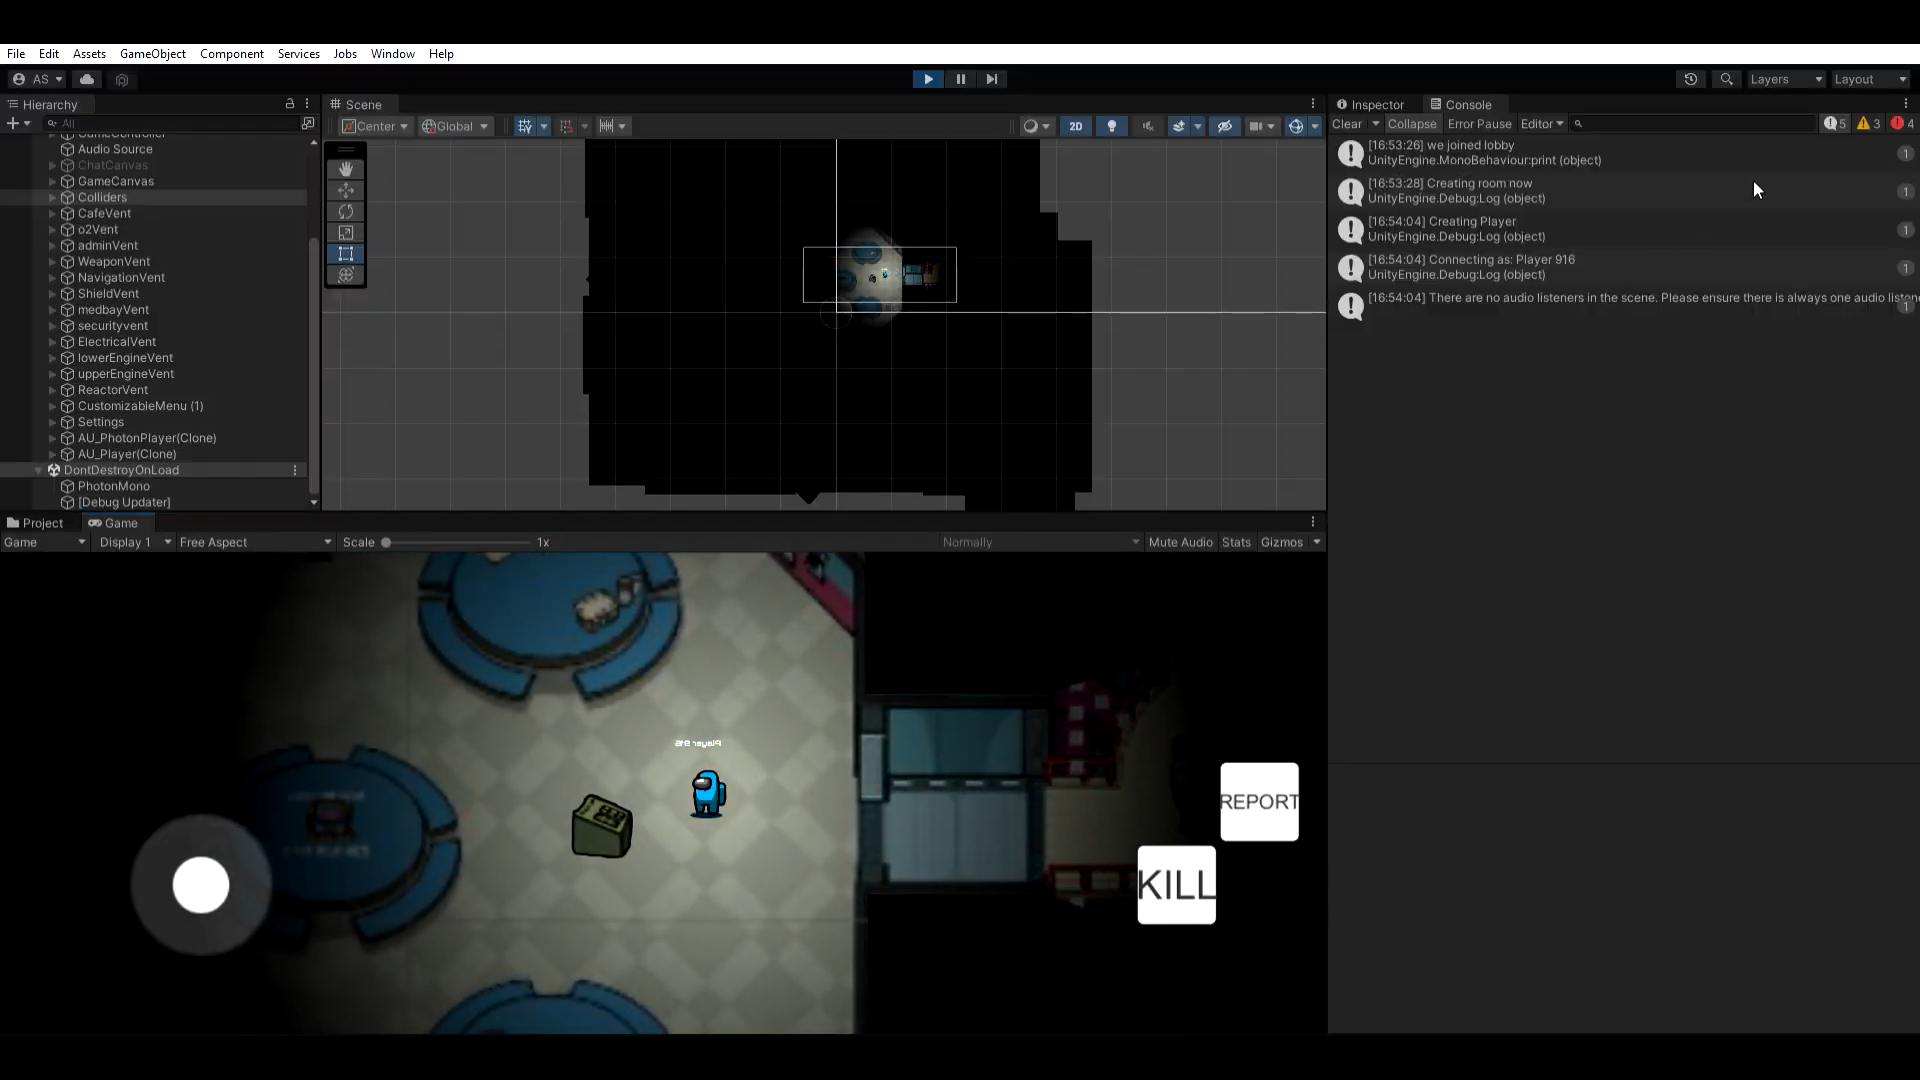 File Edit Assets GameObject Component Services Jobs Window Help
AS Layers Layout
Hierarchy
All
GameController
Audio Source
ChatCanvas
GameCanvas
Colliders
CafeVent
o2Vent
adminVent
WeaponVent
NavigationVent
ShieldVent
medbayVent
securityvent
ElectricalVent
lowerEngineVent
upperEngineVent
ReactorVent
CustomizableMenu (1)
Settings
AU_PhotonPlayer(Clone)
AU_Player(Clone)
DontDestroyOnLoad
PhotonMono
[Debug Updater]
Scene
Center Global 2D
Inspector Console
Clear Collapse Error Pause Editor 5 3 4
[16:53:26] we joined lobby
UnityEngine.MonoBehaviour:print (object)
1
[16:53:28] Creating room now
UnityEngine.Debug:Log (object)
1
[16:54:04] Creating Player
UnityEngine.Debug:Log (object)
1
[16:54:04] Connecting as: Player 916
UnityEngine.Debug:Log (object)
1
[16:54:04] There are no audio listeners in the scene. Please ensure there is always one audio listen
1
Project Game
Game Display 1 Free Aspect Scale 1x Normally Mute Audio Stats Gizmos
Player 916
REPORT
KILL